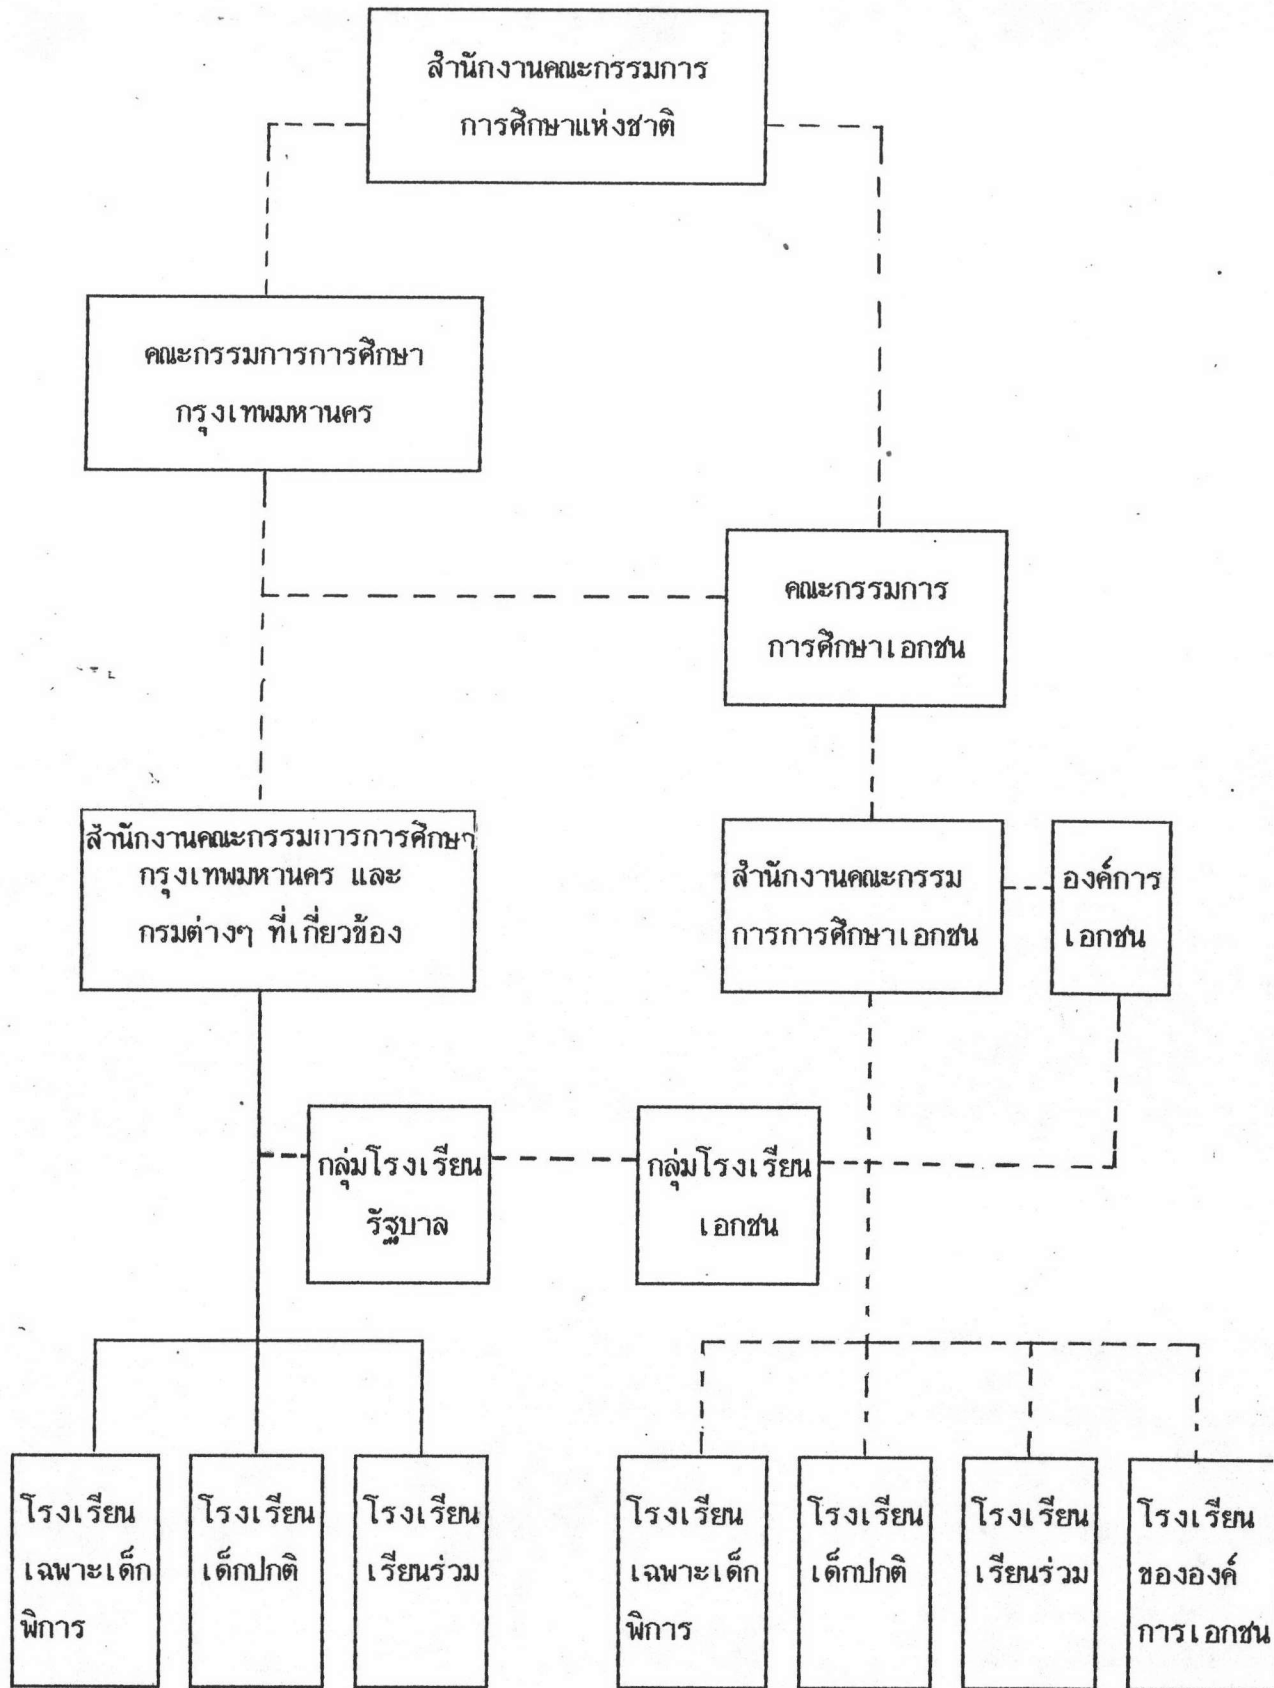 สำนักงานคณะกรรมการ
การศึกษาแห่งชาติ
คณะกรรมการการศึกษา
กรุงเทพมหานคร
คณะกรรมการ
การศึกษาเอกชน
สำนักงานคณะกรรมการการศึกษา
กรุงเทพมหานคร และ
กรมต่างๆ ที่เกี่ยวข้อง
สำนักงานคณะกรรม
การการศึกษาเอกชน
องค์การ
เอกชน
กลุ่มโรงเรียน
รัฐบาล
กลุ่มโรงเรียน
เอกชน
โรงเรียน
เฉพาะเด็ก
พิการ
โรงเรียน
เด็กปกติ
โรงเรียน
เรียนร่วม
โรงเรียน
เฉพาะเด็ก
พิการ
โรงเรียน
เด็กปกติ
โรงเรียน
เรียนร่วม
โรงเรียน
ขององค์
การเอกชน